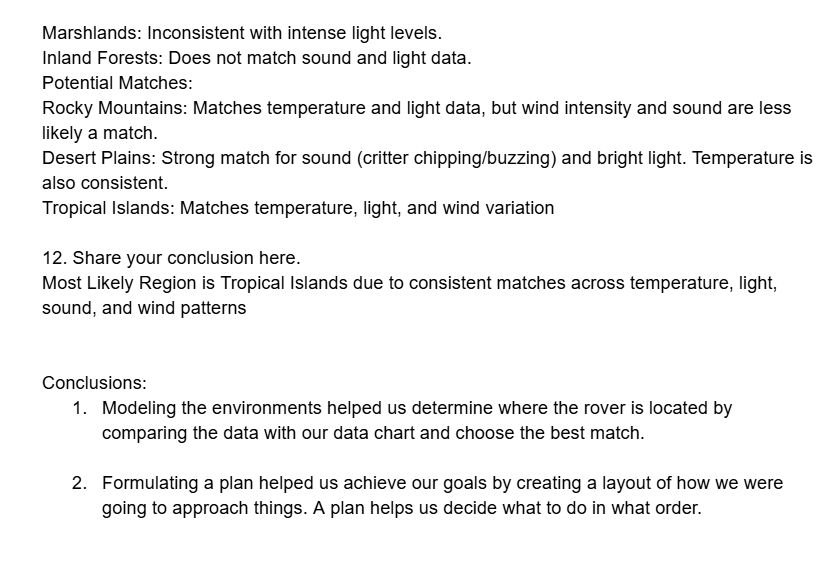 Marshlands: Inconsistent with intense light levels.
Inland Forests: Does not match sound and light data.
Potential Matches:
Rocky Mountains: Matches temperature and light data, but wind intensity and sound are less
likely a match.
Desert Plains: Strong match for sound (critter chipping/buzzing) and bright light. Temperature is
also consistent.
Tropical Islands: Matches temperature, light, and wind variation
12. Share your conclusion here.
Most Likely Region is Tropical Islands due to consistent matches across temperature, light,
sound, and wind patterns
Conclusions:
1. Modeling the environments helped us determine where the rover is located by
comparing the data with our data chart and choose the best match.
2. Formulating a plan helped us achieve our goals by creating a layout of how we were
going to approach things. A plan helps us decide what to do in what order.